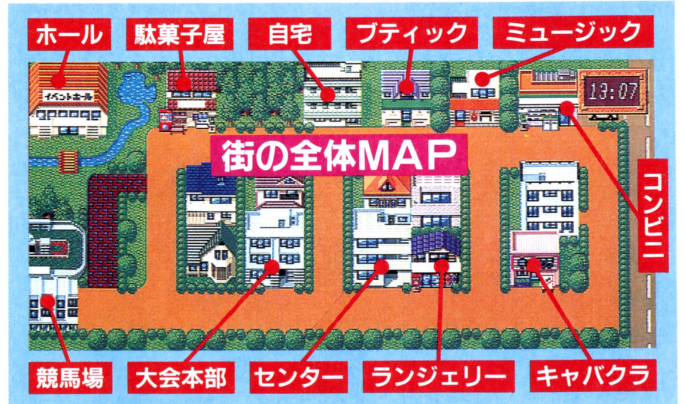 ホール
駄菓子屋
自宅
ブティック
ミュージック
イベントホール
13:07
街の全体MAP
コンビニ
競馬場
大会本部
センター
ランジェリー
キャバクラ